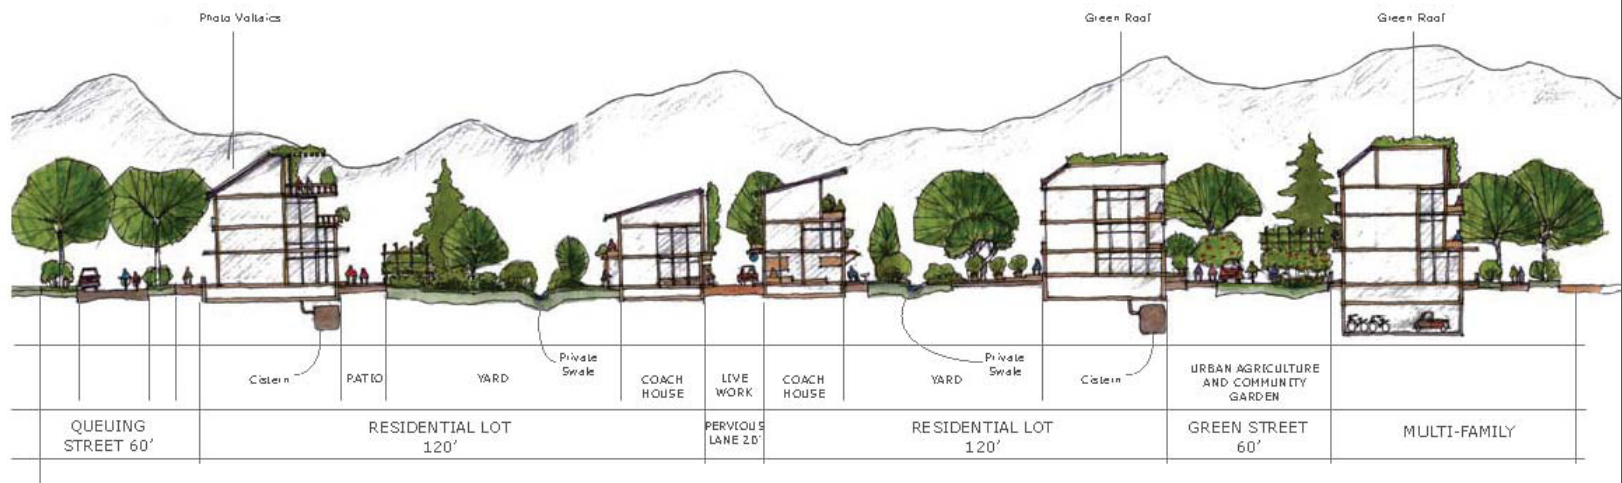 Photo Voltaics
Green Roof
Green Roof
Cistern
PATIO
YARD
Private
Swale
COACH
HOUSE
LIVE
WORK
COACH
HOUSE
YARD
Private
Swale
Cistern
URBAN AGRICULTURE
AND COMMUNITY
GARDEN
QUEUING
STREET 60'
RESIDENTIAL LOT
120'
PERVIOUS
LANE 20'
RESIDENTIAL LOT
120'
GREEN STREET
60'
MULTI-FAMILY